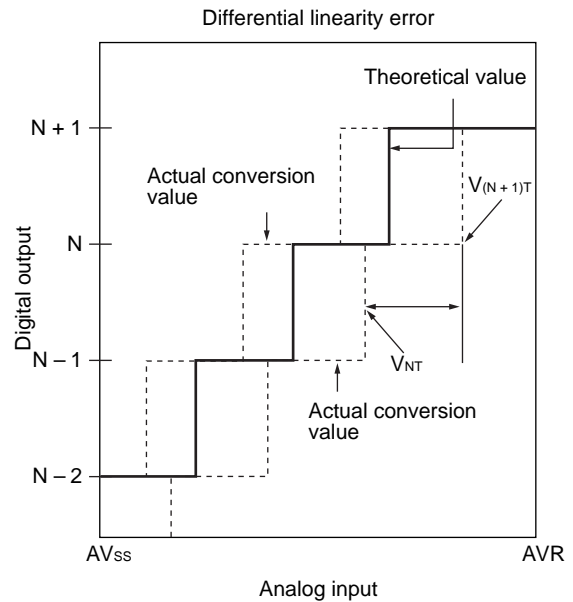 Differential linearity error
Theoretical value
N + 1
Actual conversion
value
V(N + 1)T
N
Digital output
N – 1
VNT
Actual conversion
value
N – 2
AVSS
AVR
Analog input